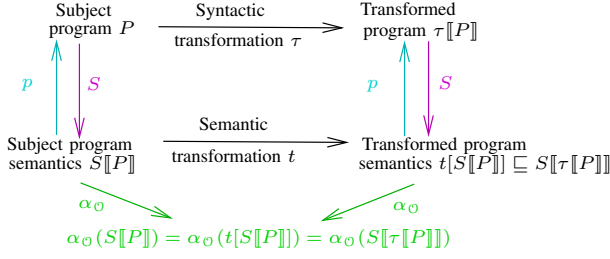 Subject
program P
Syntactic
transformation τ
Transformed
program τ⟦P⟧
p
S
p
S
Subject program
semantics S⟦P⟧
Semantic
transformation t
Transformed program
semantics t[S⟦P⟧] ⊑ S⟦τ⟦P⟧⟧
α𝒪
α𝒪
α𝒪(S⟦P⟧) = α𝒪(t[S⟦P⟧]) = α𝒪(S⟦τ⟦P⟧⟧)